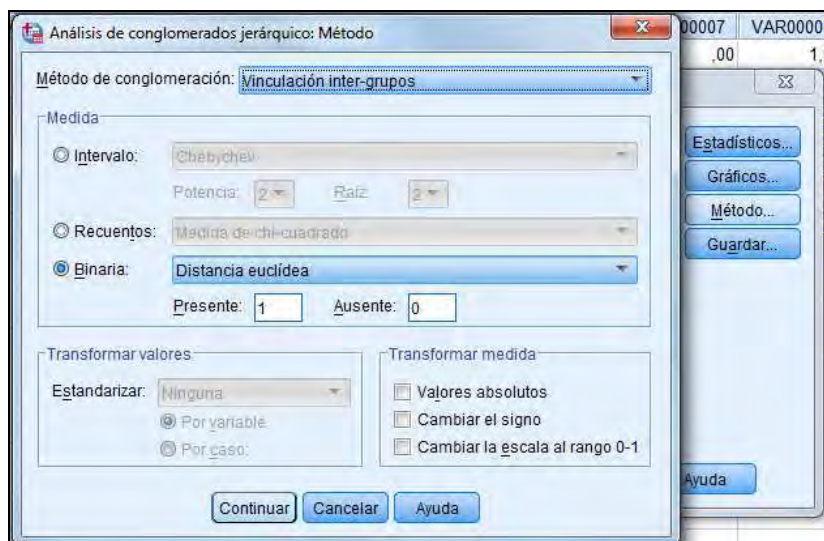 Análisis de conglomerados jerárquico: Método
00007 VAR0000
,00 1,
Método de conglomeración: Vinculación inter-grupos
Medida
Intervalo: Chebychev
Potencia: 2 Raíz: 2
Recuentos: Medida de chi-cuadrado
Binaria: Distancia euclídea
Presente: 1 Ausente: 0
Transformar valores
Estandarizar: Ninguna
Por variable
Por caso:
Transformar medida
Valores absolutos
Cambiar el signo
Cambiar la escala al rango 0-1
Continuar Cancelar Ayuda
Estadísticos...
Gráficos...
Método...
Guardar...
Ayuda